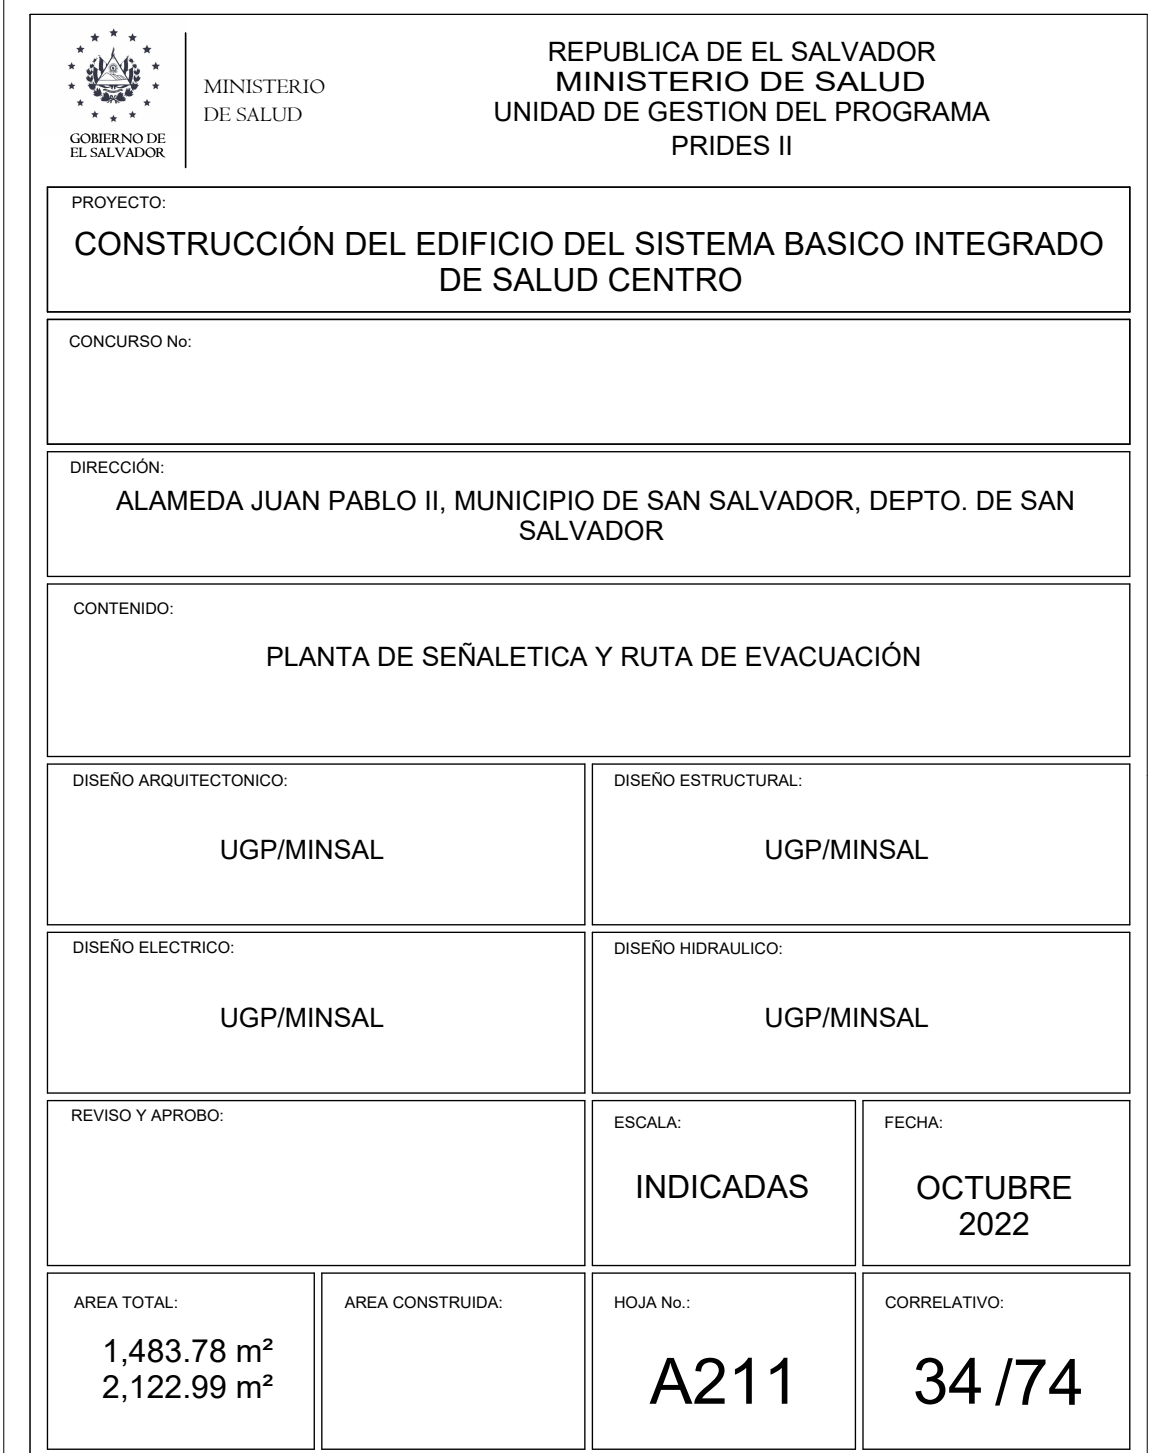 GOBIERNO DE
EL SALVADOR
MINISTERIO
DE SALUD
REPUBLICA DE EL SALVADOR
MINISTERIO DE SALUD
UNIDAD DE GESTION DEL PROGRAMA
PRIDES II
PROYECTO:
CONSTRUCCIÓN DEL EDIFICIO DEL SISTEMA BASICO INTEGRADO
DE SALUD CENTRO
CONCURSO No:
DIRECCIÓN:
ALAMEDA JUAN PABLO II, MUNICIPIO DE SAN SALVADOR, DEPTO. DE SAN
SALVADOR
CONTENIDO:
PLANTA DE SEÑALETICA Y RUTA DE EVACUACIÓN
DISEÑO ARQUITECTONICO:
UGP/MINSAL
DISEÑO ESTRUCTURAL:
UGP/MINSAL
DISEÑO ELECTRICO:
UGP/MINSAL
DISEÑO HIDRAULICO:
UGP/MINSAL
REVISO Y APROBO:
ESCALA:
INDICADAS
FECHA:
OCTUBRE
2022
AREA TOTAL:
1,483.78 m²
2,122.99 m²
AREA CONSTRUIDA:
HOJA No.:
A211
CORRELATIVO:
34 /74